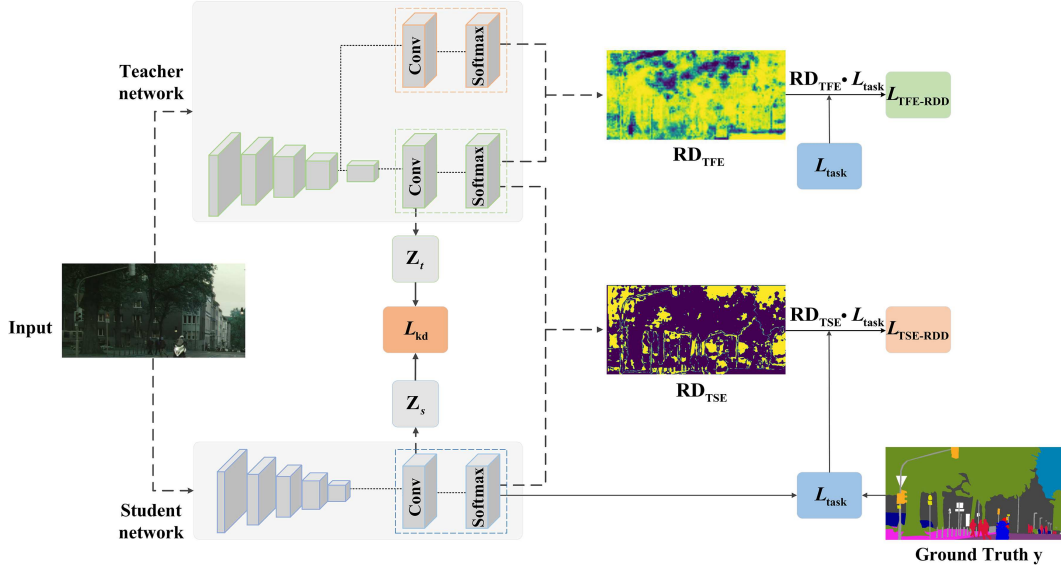 Teacher
network
Conv
Softmax
Conv
Softmax
RD_TFE
RD_TFE · L_task
L_TFE-RDD
L_task
Z_t
L_kd
Z_s
Input
RD_TSE
RD_TSE · L_task
L_TSE-RDD
Student
network
Conv
Softmax
L_task
Ground Truth y